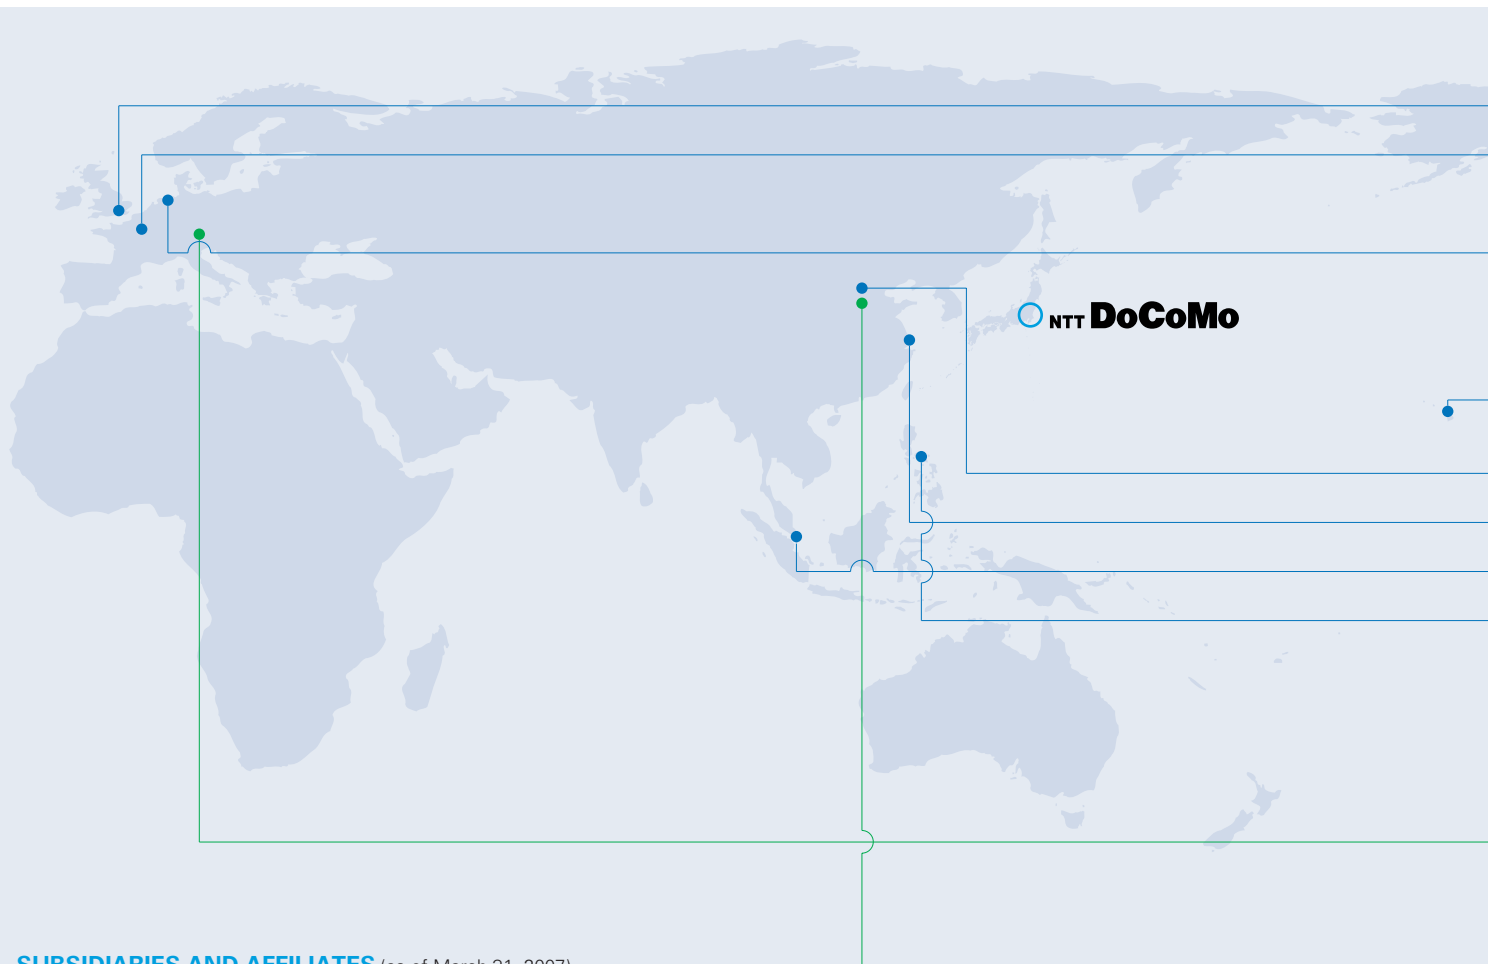 NTT DoCoMo
SUBSIDIARIES AND AFFILIATES (as of March 31, 2007)